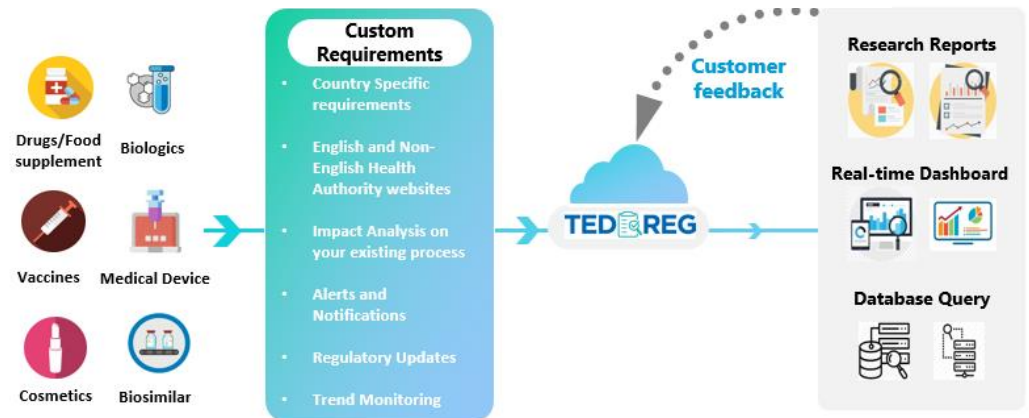 Drugs/Food
supplement
Biologics
Vaccines
Medical Device
Cosmetics
Biosimilar
Custom
Requirements
• Country Specific
requirements
• English and Non-
English Health
Authority websites
• Impact Analysis on
your existing process
• Alerts and
Notifications
• Regulatory Updates
• Trend Monitoring
Customer
feedback
TED REG
Research Reports
Real-time Dashboard
Database Query